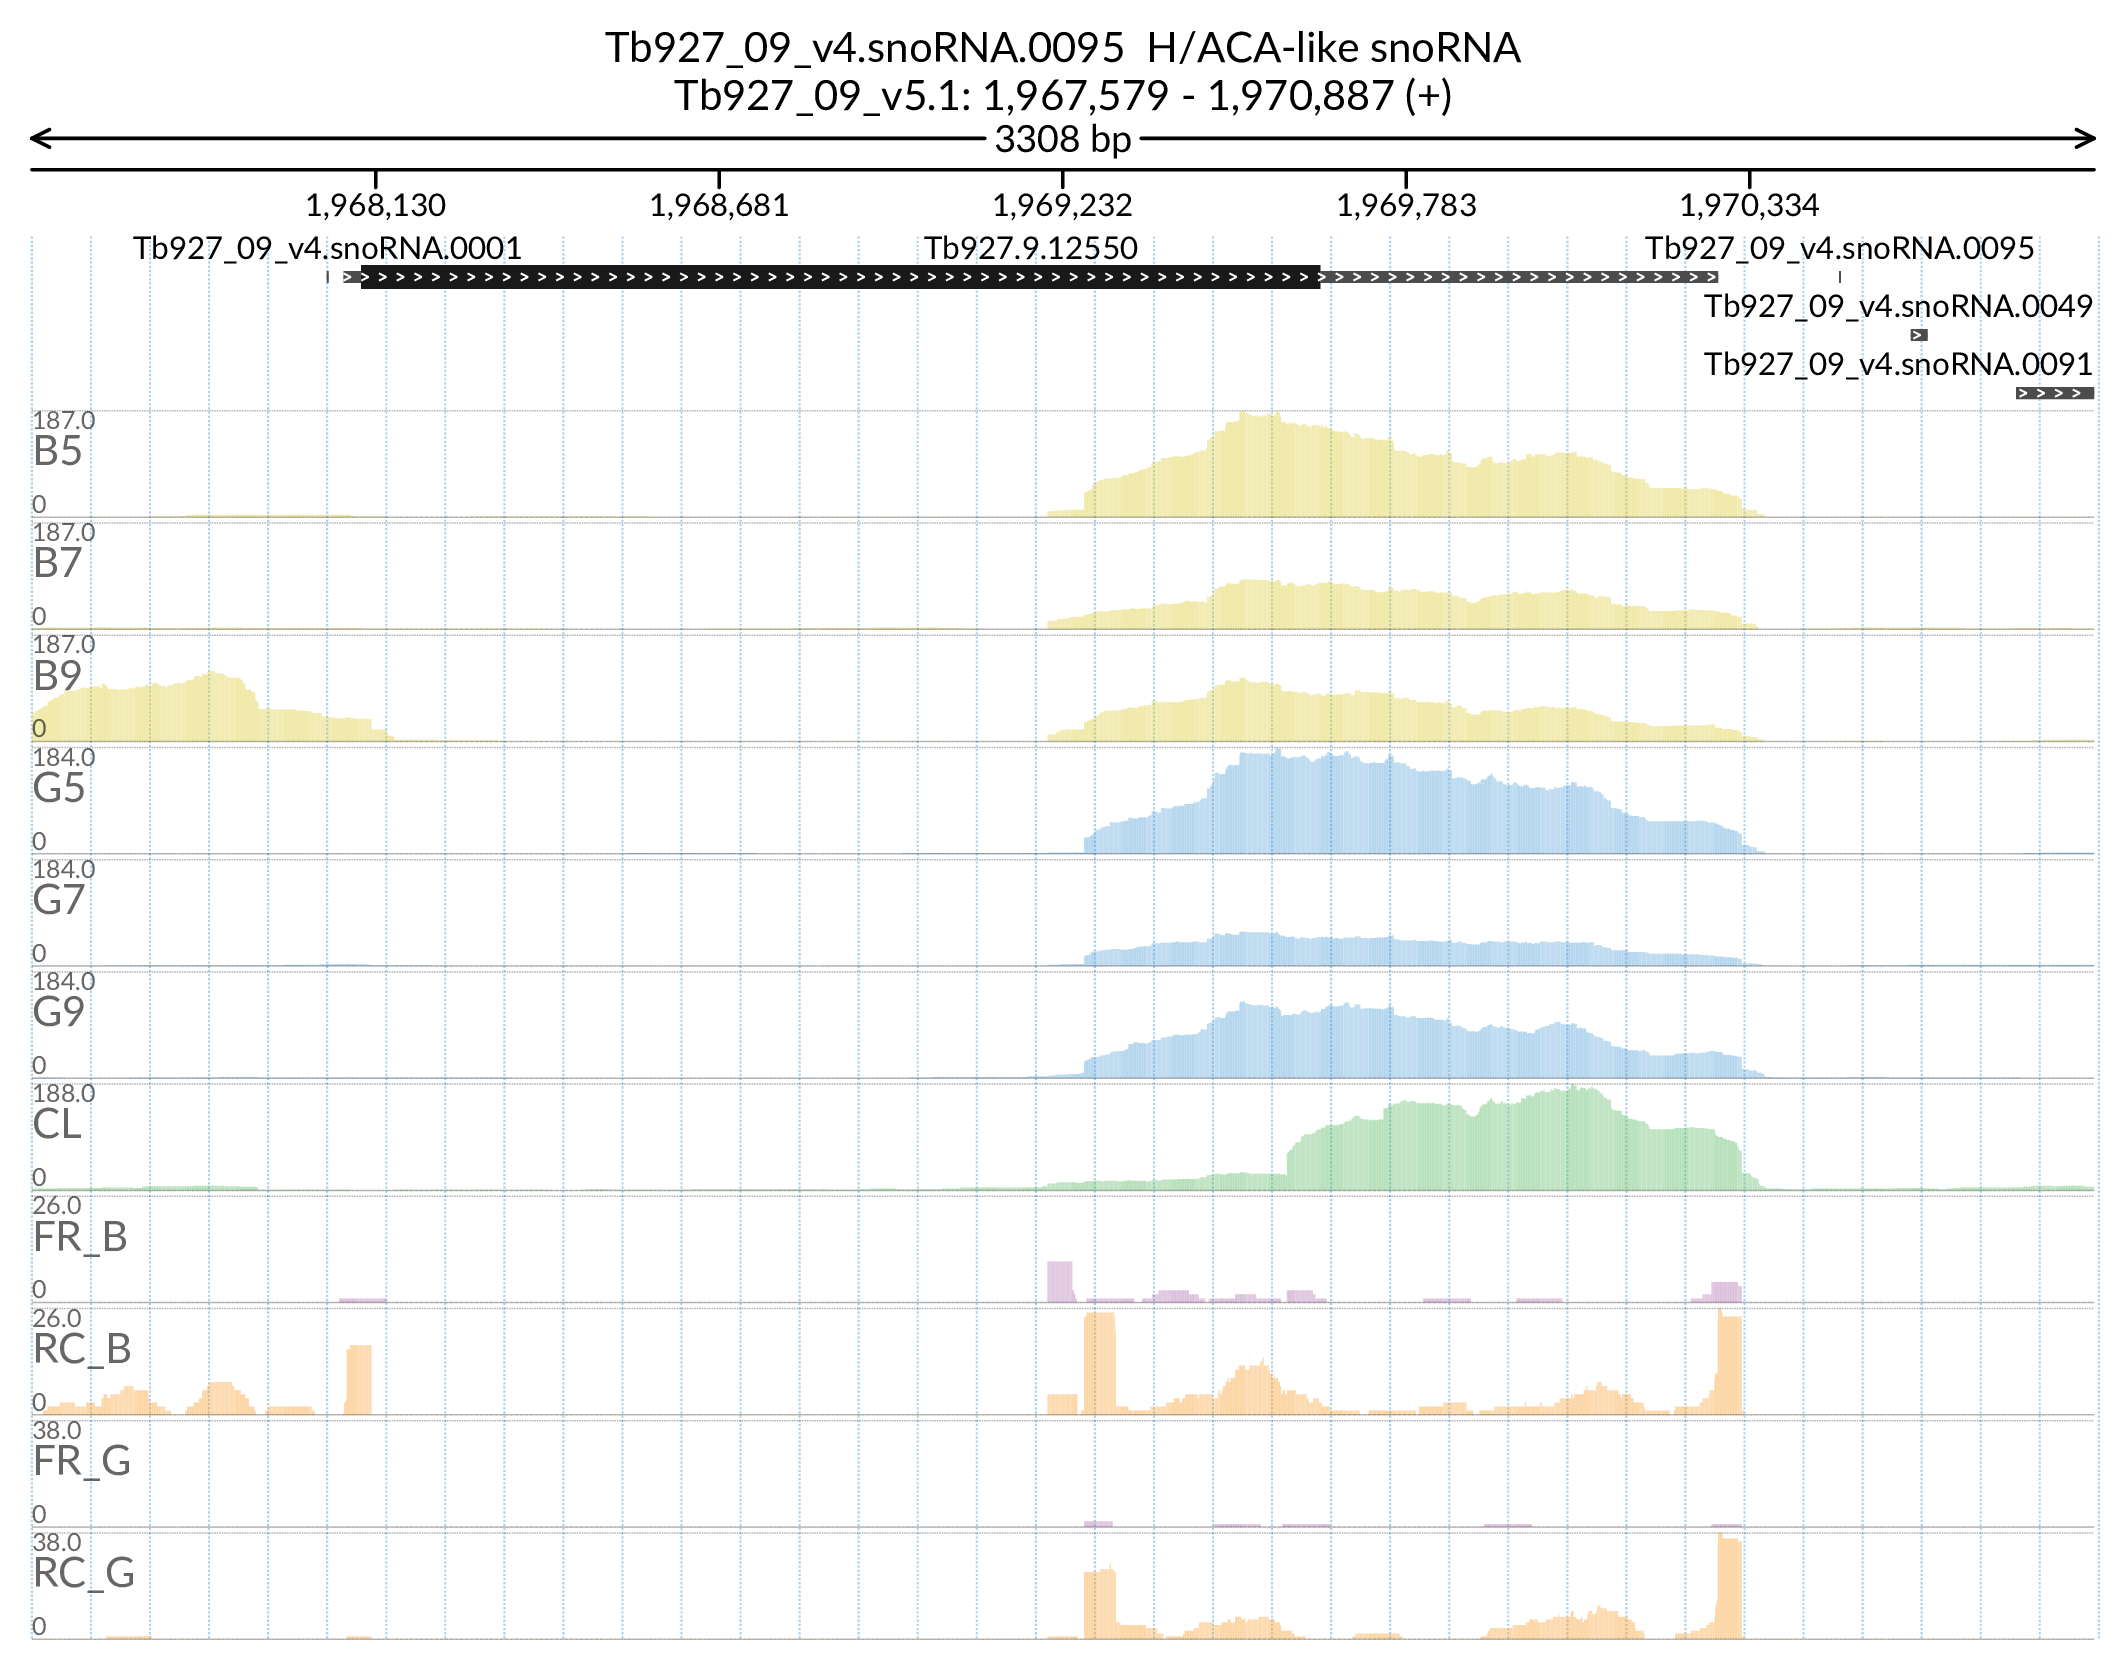 Tb927_09_v4.snoRNA.0095 H/ACA-like snoRNA
Tb927_09_v5.1: 1,967,579 - 1,970,887 (+)
3308 bp
1,968,130 1,968,681 1,969,232 1,969,783 1,970,334
Tb927_09_v4.snoRNA.0001 Tb927.9.12550 Tb927_09_v4.snoRNA.0095
Tb927_09_v4.snoRNA.0049
Tb927_09_v4.snoRNA.0091
187.0
B5
0
187.0
B7
0
187.0
B9
0
184.0
G5
0
184.0
G7
0
184.0
G9
0
188.0
CL
0
26.0
FR_B
0
26.0
RC_B
0
38.0
FR_G
0
38.0
RC_G
0